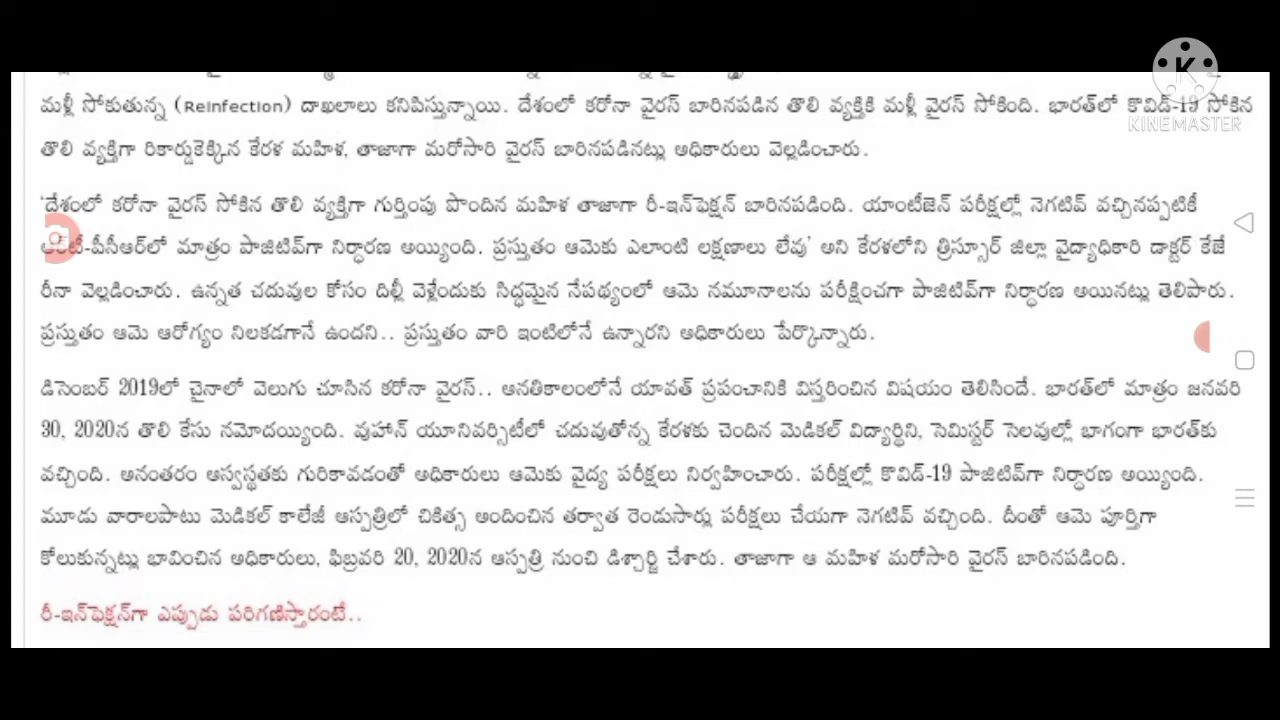 మళ్లీ సోకుతున్న (Reinfection) దాఖలాలు కనిపిస్తున్నాయి. దేశంలో కరోనా వైరస్ బారినపడిన తొలి వ్యక్తికి మళ్లీ వైరస్ సోకింది. భారత్‌లో కొవిడ్-19 సోకిన
తొలి వ్యక్తిగా రికార్డుకెక్కిన కేరళ మహిళ, తాజాగా మరోసారి వైరస్ బారినపడినట్లు అధికారులు వెల్లడించారు.
'దేశంలో కరోనా వైరస్ సోకిన తొలి వ్యక్తిగా గుర్తింపు పొందిన మహిళ తాజాగా రీ-ఇన్‌ఫెక్షన్ బారినపడింది. యాంటీజెన్ పరీక్షల్లో నెగటివ్ వచ్చినప్పటికీ
ఆర్‌టీ-పీసీఆర్‌లో మాత్రం పాజిటివ్‌గా నిర్ధారణ అయ్యింది. ప్రస్తుతం ఆమెకు ఎలాంటి లక్షణాలు లేవు' అని కేరళలోని త్రిస్సూర్ జిల్లా వైద్యాధికారి డాక్టర్ కేజే
రీనా వెల్లడించారు. ఉన్నత చదువుల కోసం దిల్లీ వెళ్లేందుకు సిద్ధమైన నేపథ్యంలో ఆమె నమూనాలను పరీక్షించగా పాజిటివ్‌గా నిర్ధారణ అయినట్లు తెలిపారు.
ప్రస్తుతం ఆమె ఆరోగ్యం నిలకడగానే ఉందని.. ప్రస్తుతం వారి ఇంటిలోనే ఉన్నారని అధికారులు పేర్కొన్నారు.
డిసెంబర్ 2019లో చైనాలో వెలుగు చూసిన కరోనా వైరస్.. అనతికాలంలోనే యావత్ ప్రపంచానికి విస్తరించిన విషయం తెలిసిందే. భారత్‌లో మాత్రం జనవరి
30, 2020న తొలి కేసు నమోదయ్యింది. వుహాన్ యూనివర్సిటీలో చదువుతోన్న కేరళకు చెందిన మెడికల్ విద్యార్థిని, సెమిస్టర్ సెలవుల్లో భాగంగా భారత్‌కు
వచ్చింది. అనంతరం అస్వస్థతకు గురికావడంతో అధికారులు ఆమెకు వైద్య పరీక్షలు నిర్వహించారు. పరీక్షల్లో కొవిడ్-19 పాజిటివ్‌గా నిర్ధారణ అయ్యింది.
మూడు వారాలపాటు మెడికల్ కాలేజీ ఆస్పత్రిలో చికిత్స అందించిన తర్వాత రెండుసార్లు పరీక్షలు చేయగా నెగటివ్ వచ్చింది. దీంతో ఆమె పూర్తిగా
కోలుకున్నట్లు భావించిన అధికారులు, ఫిబ్రవరి 20, 2020న ఆస్పత్రి నుంచి డిశ్చార్జి చేశారు. తాజాగా ఆ మహిళ మరోసారి వైరస్ బారినపడింది.
రీ-ఇన్‌ఫెక్షన్‌గా ఎప్పుడు పరిగణిస్తారంటే..
K
KINEMASTER